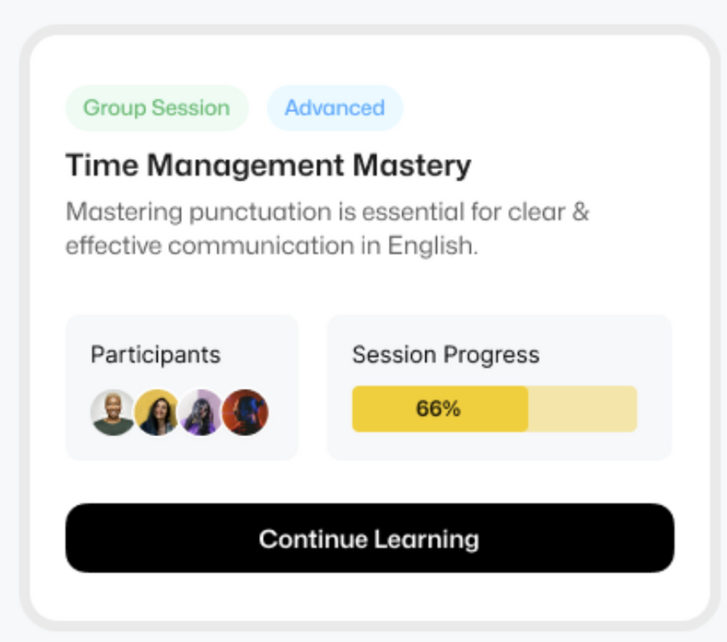 Group Session
Advanced
Time Management Mastery
Mastering punctuation is essential for clear &
effective communication in English.
Participants
Session Progress
66%
Continue Learning